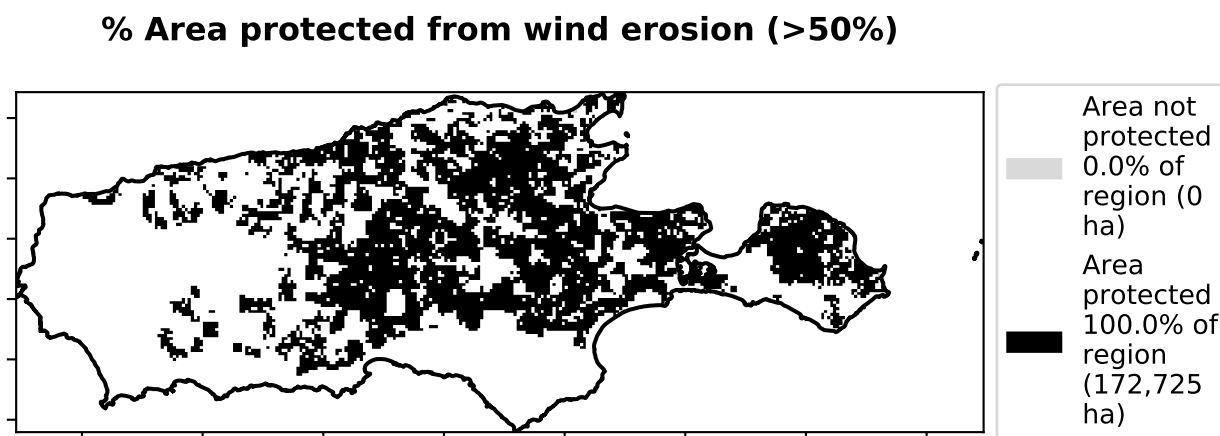 % Area protected from wind erosion (>50%)
Area not
protected
0.0% of
region (0
ha)
Area
protected
100.0% of
region
(172,725
ha)